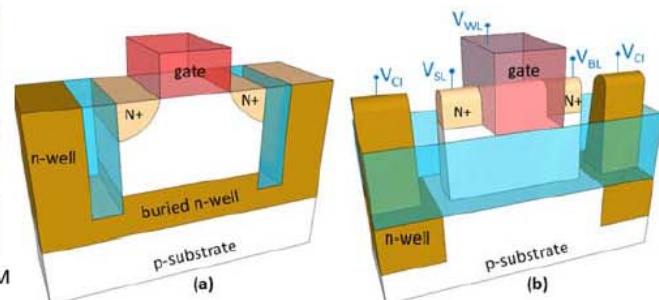 V_WL
V_CI
V_SL
V_BL
V_CI
gate
gate
N+
N+
N+
N+
n-well
buried n-well
n-well
p-substrate
p-substrate
(a)
(b)
M